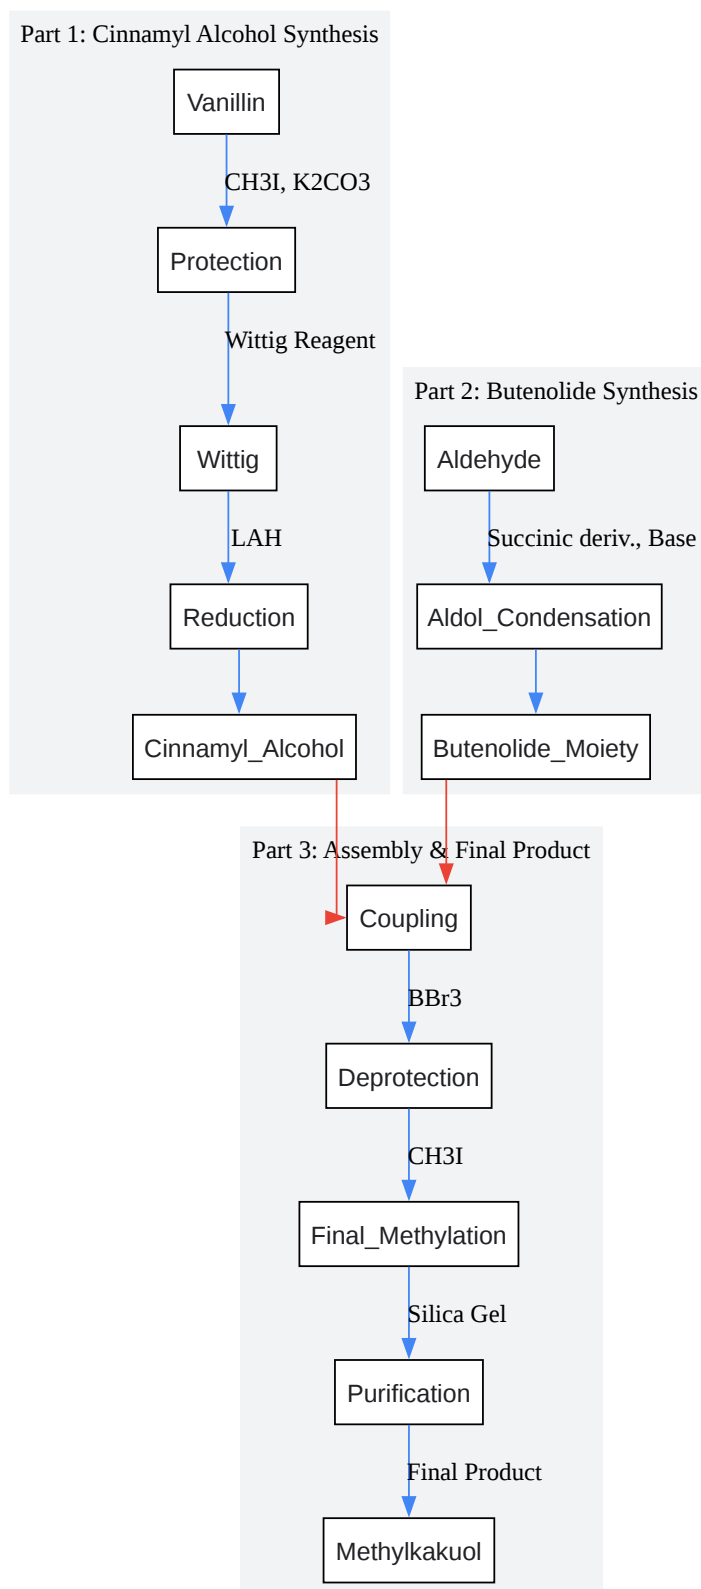 Part 1: Cinnamyl Alcohol Synthesis
Vanillin
CH3I, K2CO3
Protection
Wittig Reagent
Wittig
LAH
Reduction
Cinnamyl_Alcohol
Part 2: Butenolide Synthesis
Aldehyde
Succinic deriv., Base
Aldol_Condensation
Butenolide_Moiety
Part 3: Assembly & Final Product
Coupling
BBr3
Deprotection
CH3I
Final_Methylation
Silica Gel
Purification
Final Product
Methylkakuol